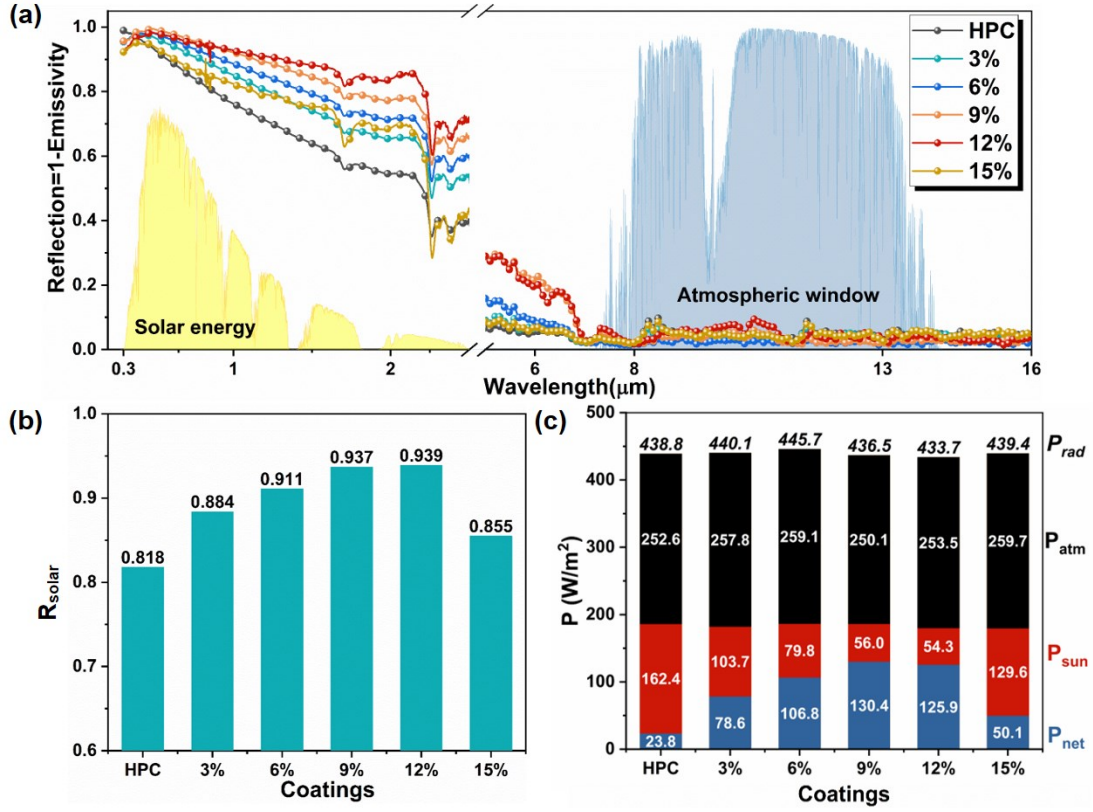 (a)
Reflection=1-Emissivity
1.0
0.8
0.6
0.4
0.2
0.0
HPC
3%
6%
9%
12%
15%
Solar energy
Atmospheric window
0.3 1 2 6 8 13 16
Wavelength(μm)
(b)
R_solar
1.0
0.9
0.8
0.7
0.6
0.818
0.884
0.911
0.937
0.939
0.855
HPC 3% 6% 9% 12% 15%
Coatings
(c)
P (W/m²)
500
400
300
200
100
0
438.8 440.1 445.7 436.5 433.7 439.4 P_rad
252.6 257.8 259.1 250.1 253.5 259.7 P_atm
162.4 103.7 79.8 56.0 54.3 129.6 P_sun
23.8 78.6 106.8 130.4 125.9 50.1 P_net
HPC 3% 6% 9% 12% 15%
Coatings